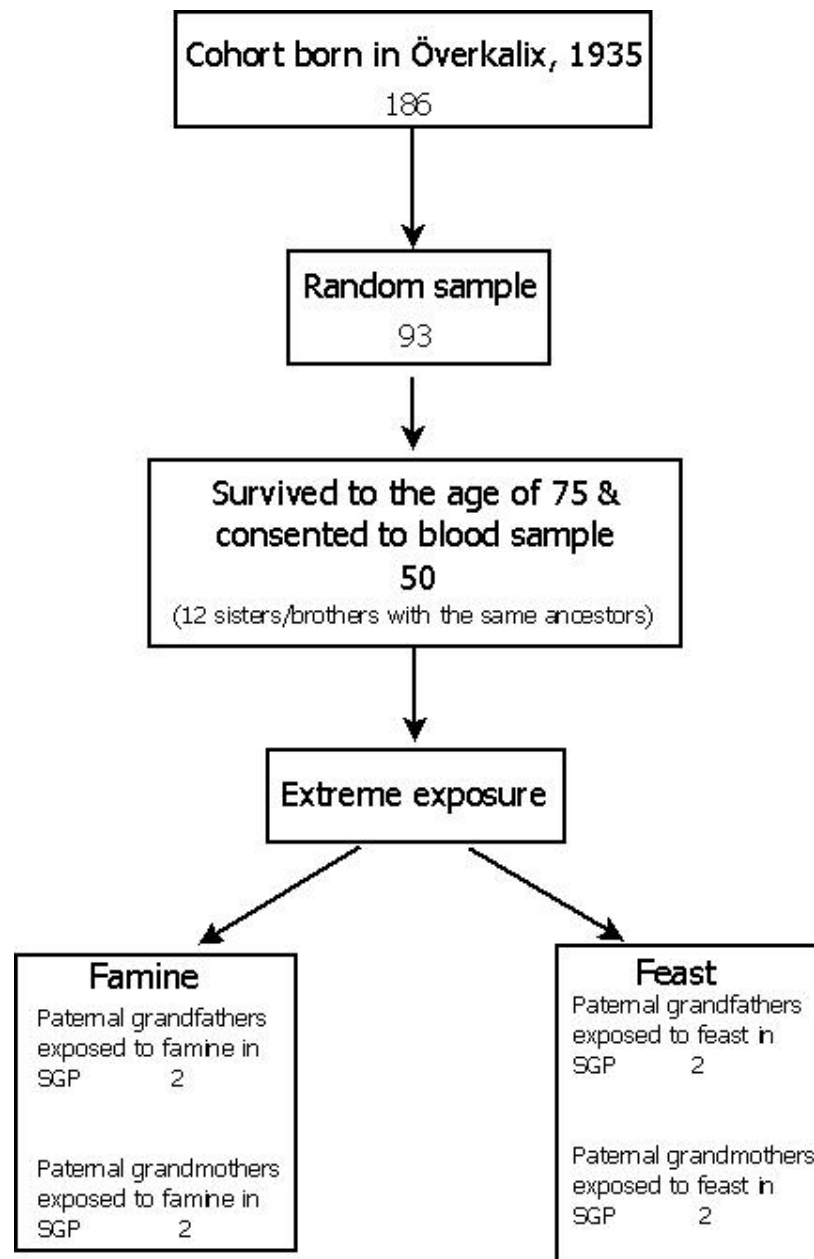 Cohort born in Överkalix, 1935
186
Random sample
93
Survived to the age of 75 &
consented to blood sample
50
(12 sisters/brothers with the same ancestors)
Extreme exposure
Famine
Paternal grandfathers
exposed to famine in
SGP 2
Paternal grandmothers
exposed to famine in
SGP 2
Feast
Paternal grandfathers
exposed to feast in
SGP 2
Paternal grandmothers
exposed to feast in
SGP 2